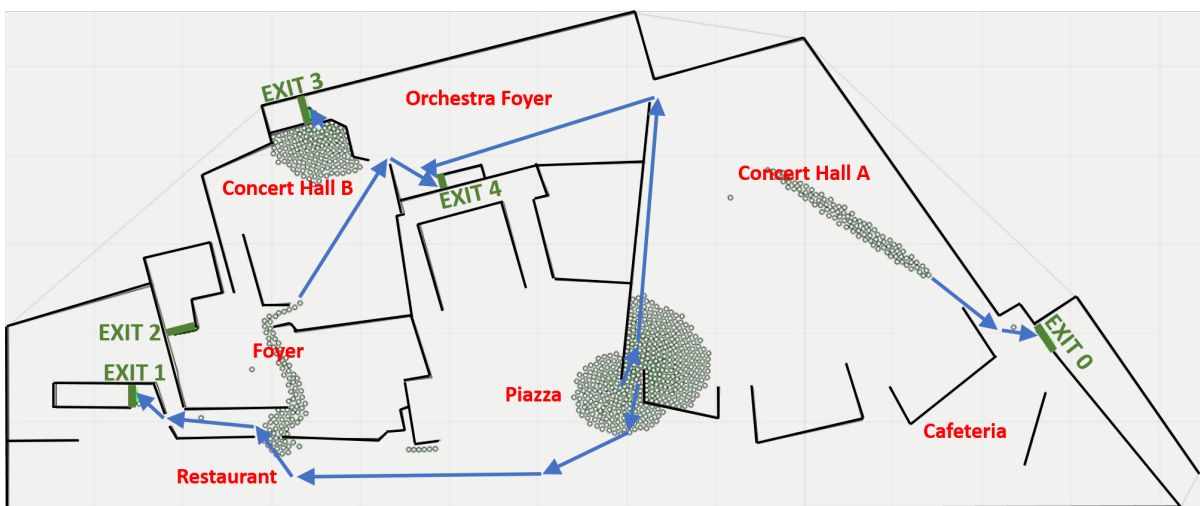 EXIT 3
Orchestra Foyer
Concert Hall B
EXIT 4
Concert Hall A
EXIT 2
Foyer
EXIT 0
EXIT 1
Piazza
Cafeteria
Restaurant